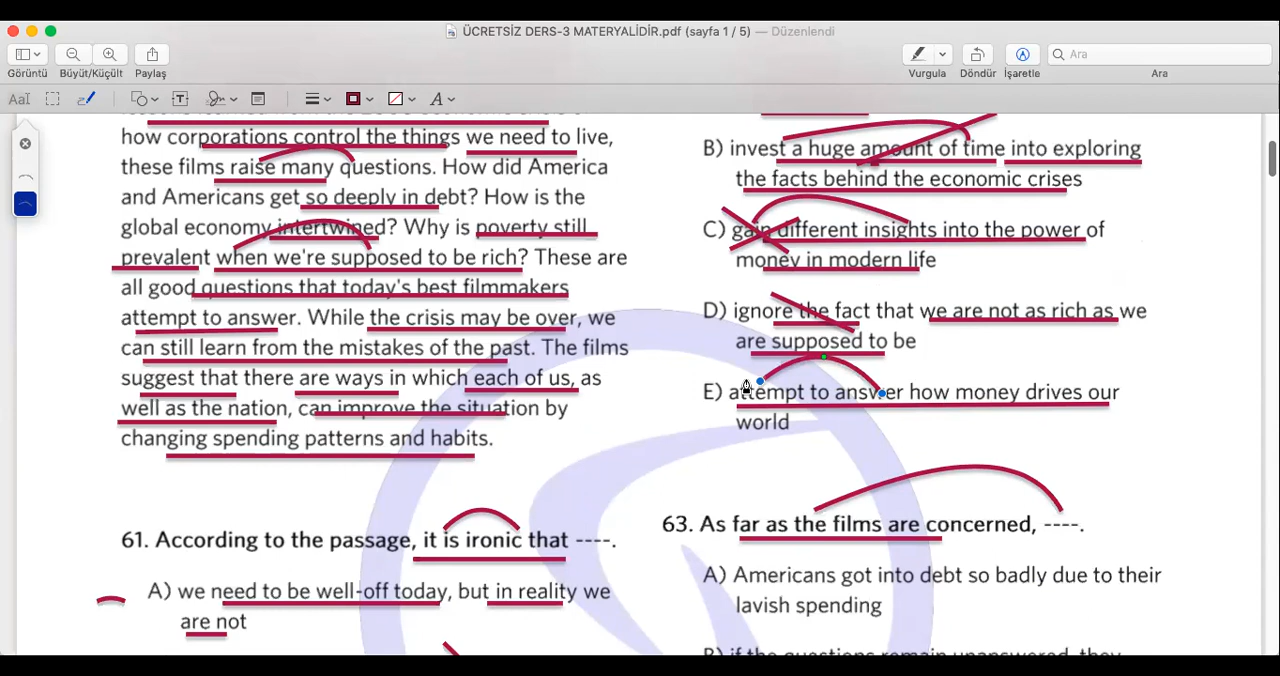 ÜCRETSİZ DERS-3 MATERYALİDİR.pdf (sayfa 1 / 5) — Düzenlendi
Görüntü
Büyüt/Küçült
Paylaş
Vurgula
Döndür
İşaretle
Ara
Ara
how corporations control the things we need to live,
these films raise many questions. How did America
and Americans get so deeply in debt? How is the
global economy intertwined? Why is poverty still
prevalent when we're supposed to be rich? These are
all good questions that today's best filmmakers
attempt to answer. While the crisis may be over, we
can still learn from the mistakes of the past. The films
suggest that there are ways in which each of us, as
well as the nation, can improve the situation by
changing spending patterns and habits.
61. According to the passage, it is ironic that ----.
A) we need to be well-off today, but in reality we
are not
B) invest a huge amount of time into exploring
the facts behind the economic crises
C) gain different insights into the power of
money in modern life
D) ignore the fact that we are not as rich as we
are supposed to be
E) attempt to answer how money drives our
world
63. As far as the films are concerned, ----.
A) Americans got into debt so badly due to their
lavish spending
B) if the questions remain unanswered, they